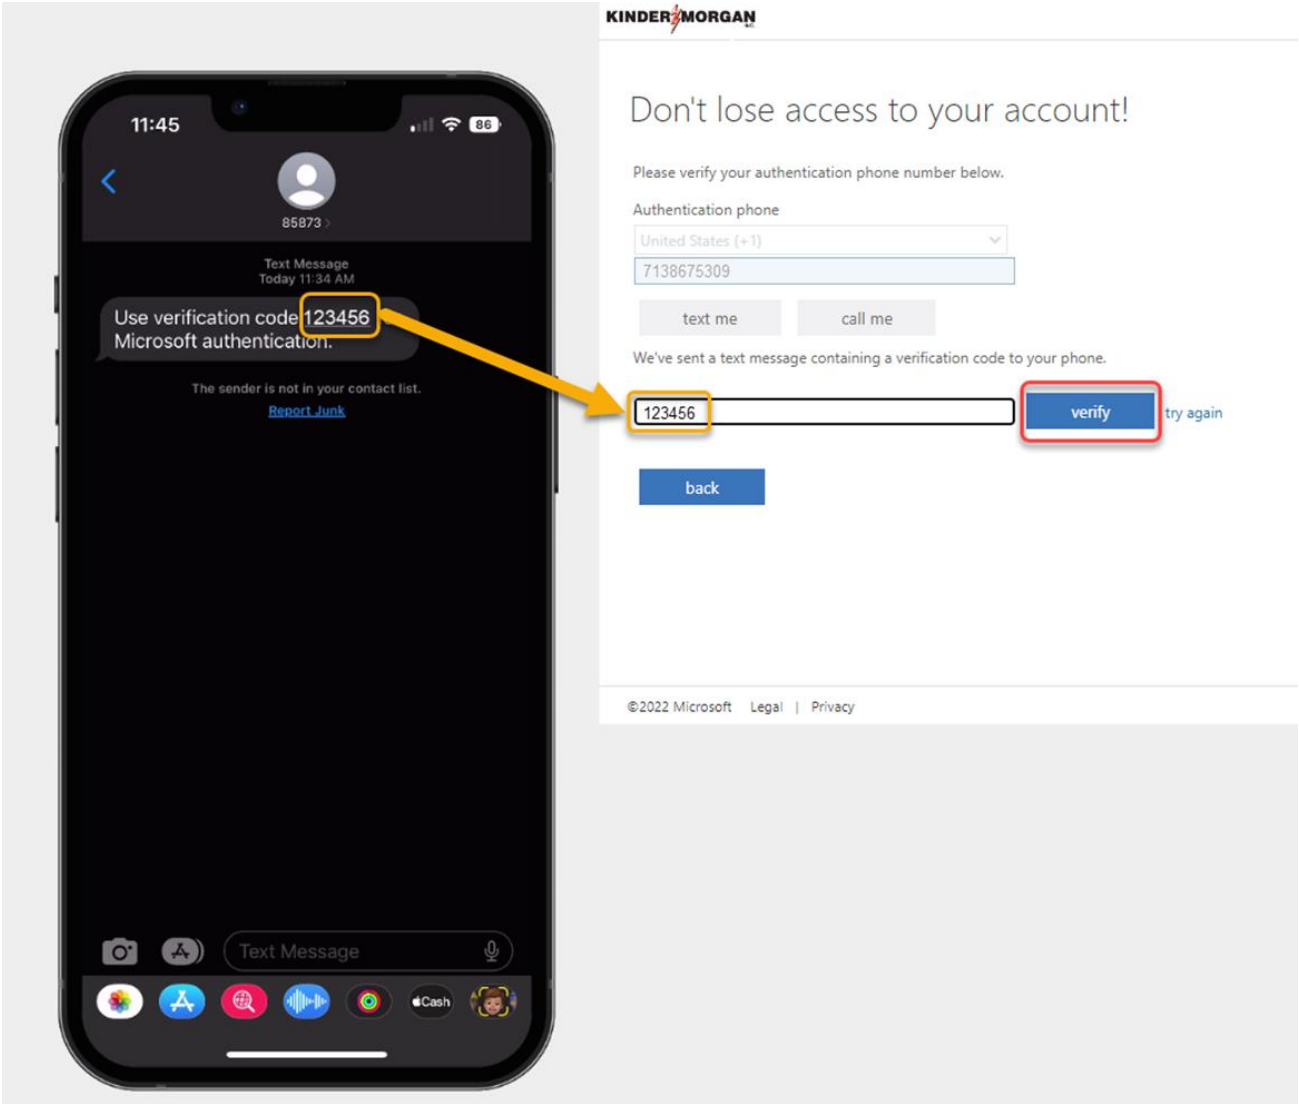 11:45
86
85873 >
Text Message
Today 11:34 AM
Use verification code 123456
Microsoft authentication.
The sender is not in your contact list.
Report Junk
Text Message
Cash
KINDER MORGAN
Don't lose access to your account!
Please verify your authentication phone number below.
Authentication phone
United States (+1)
7138675309
text me call me
We've sent a text message containing a verification code to your phone.
123456 verify try again
back
©2022 Microsoft Legal | Privacy